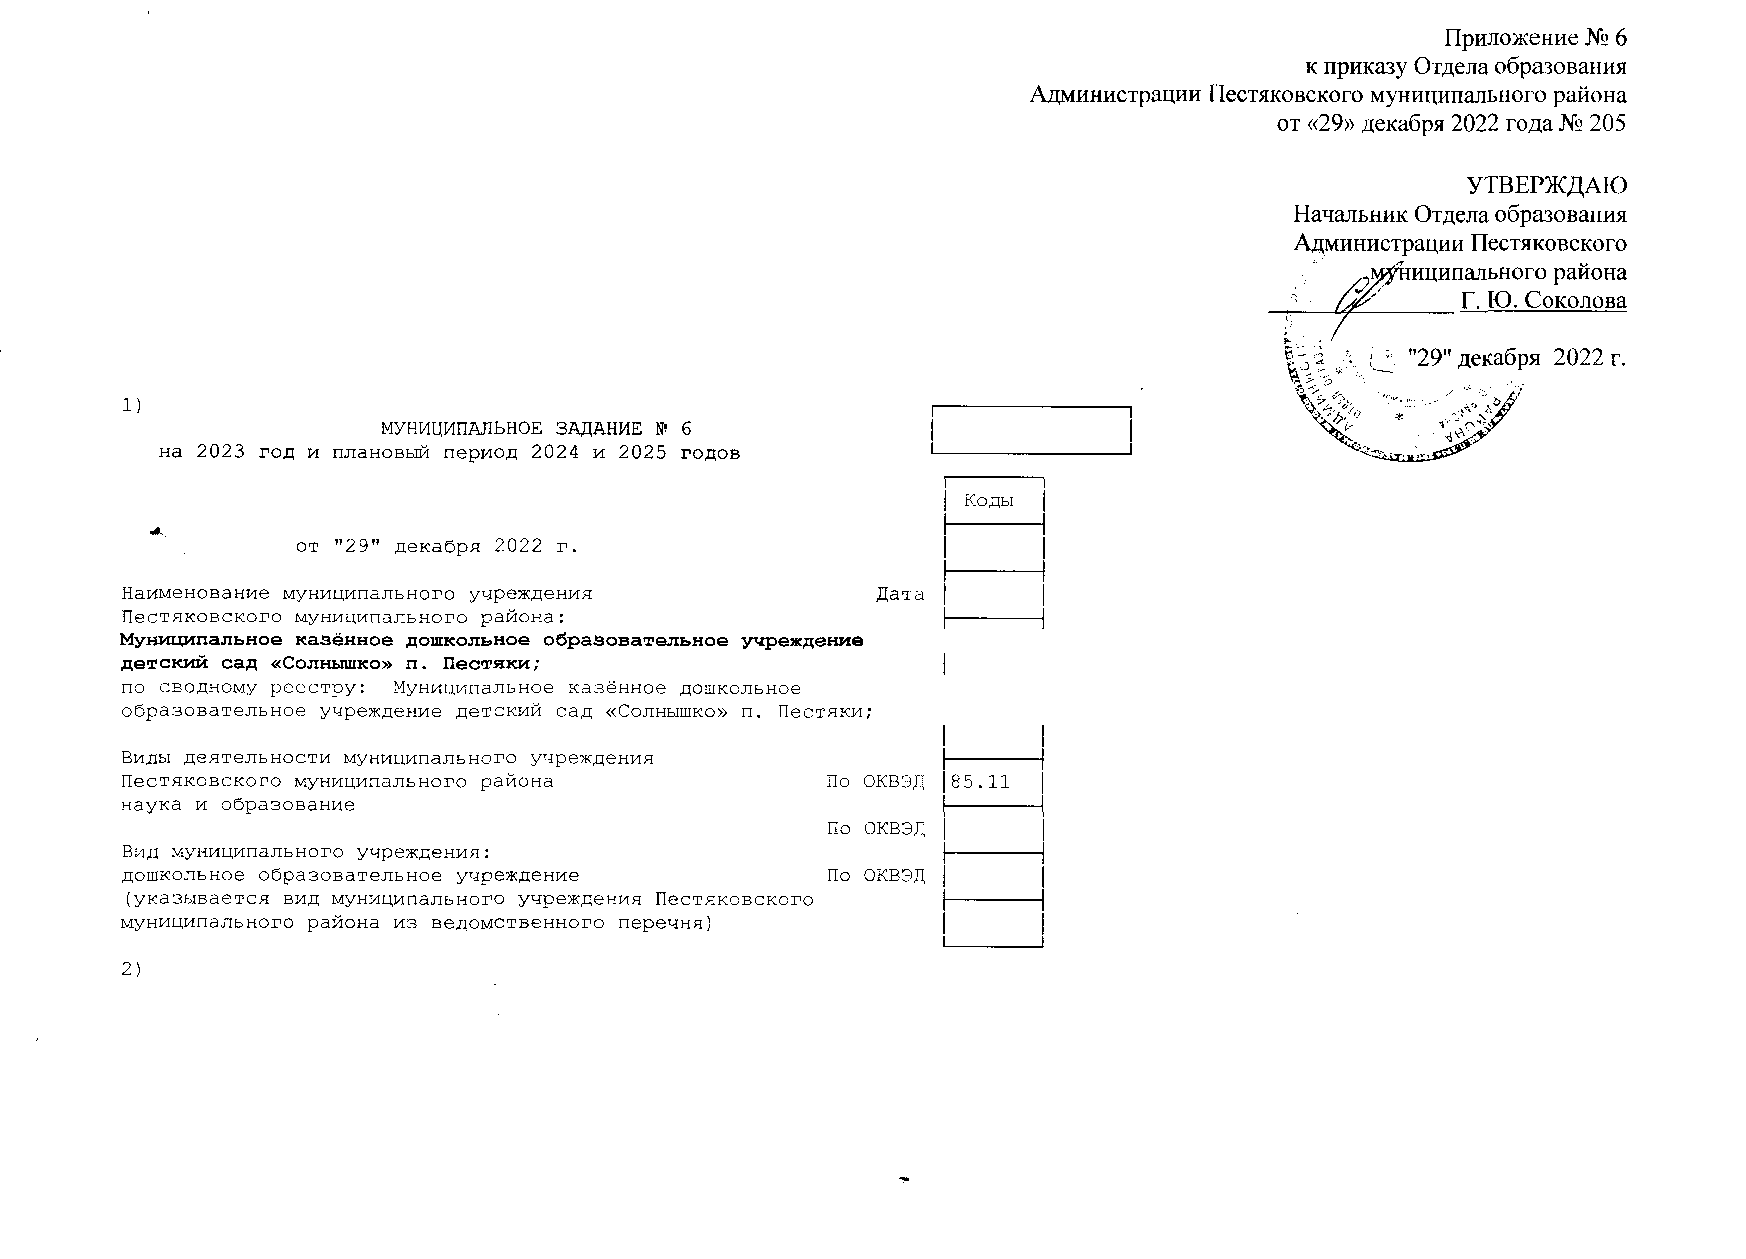 Приложение № 6
к приказу Отдела образования
Администрации Пестяковского муниципального района
от «29» декабря 2022 года № 205
УТВЕРЖДАЮ
Начальник Отдела образования
Администрации Пестяковского
муниципального района
Г. Ю. Соколова
"29" декабря 2022 г.
1)
МУНИЦИПАЛЬНОЕ ЗАДАНИЕ № 6
на 2023 год и плановый период 2024 и 2025 годов
Коды
от "29" декабря 2022 г.
Наименование муниципального учреждения Дата
Пестяковского муниципального района:
Муниципальное казённое дошкольное образовательное учреждение
детский сад «Солнышко» п. Пестяки;
по сводному реестру: Муниципальное казённое дошкольное
образовательное учреждение детский сад «Солнышко» п. Пестяки;
Виды деятельности муниципального учреждения
Пестяковского муниципального района По ОКВЭД 85.11
наука и образование
По ОКВЭД
Вид муниципального учреждения:
дошкольное образовательное учреждение По ОКВЭД
(указывается вид муниципального учреждения Пестяковского
муниципального района из ведомственного перечня)
2)